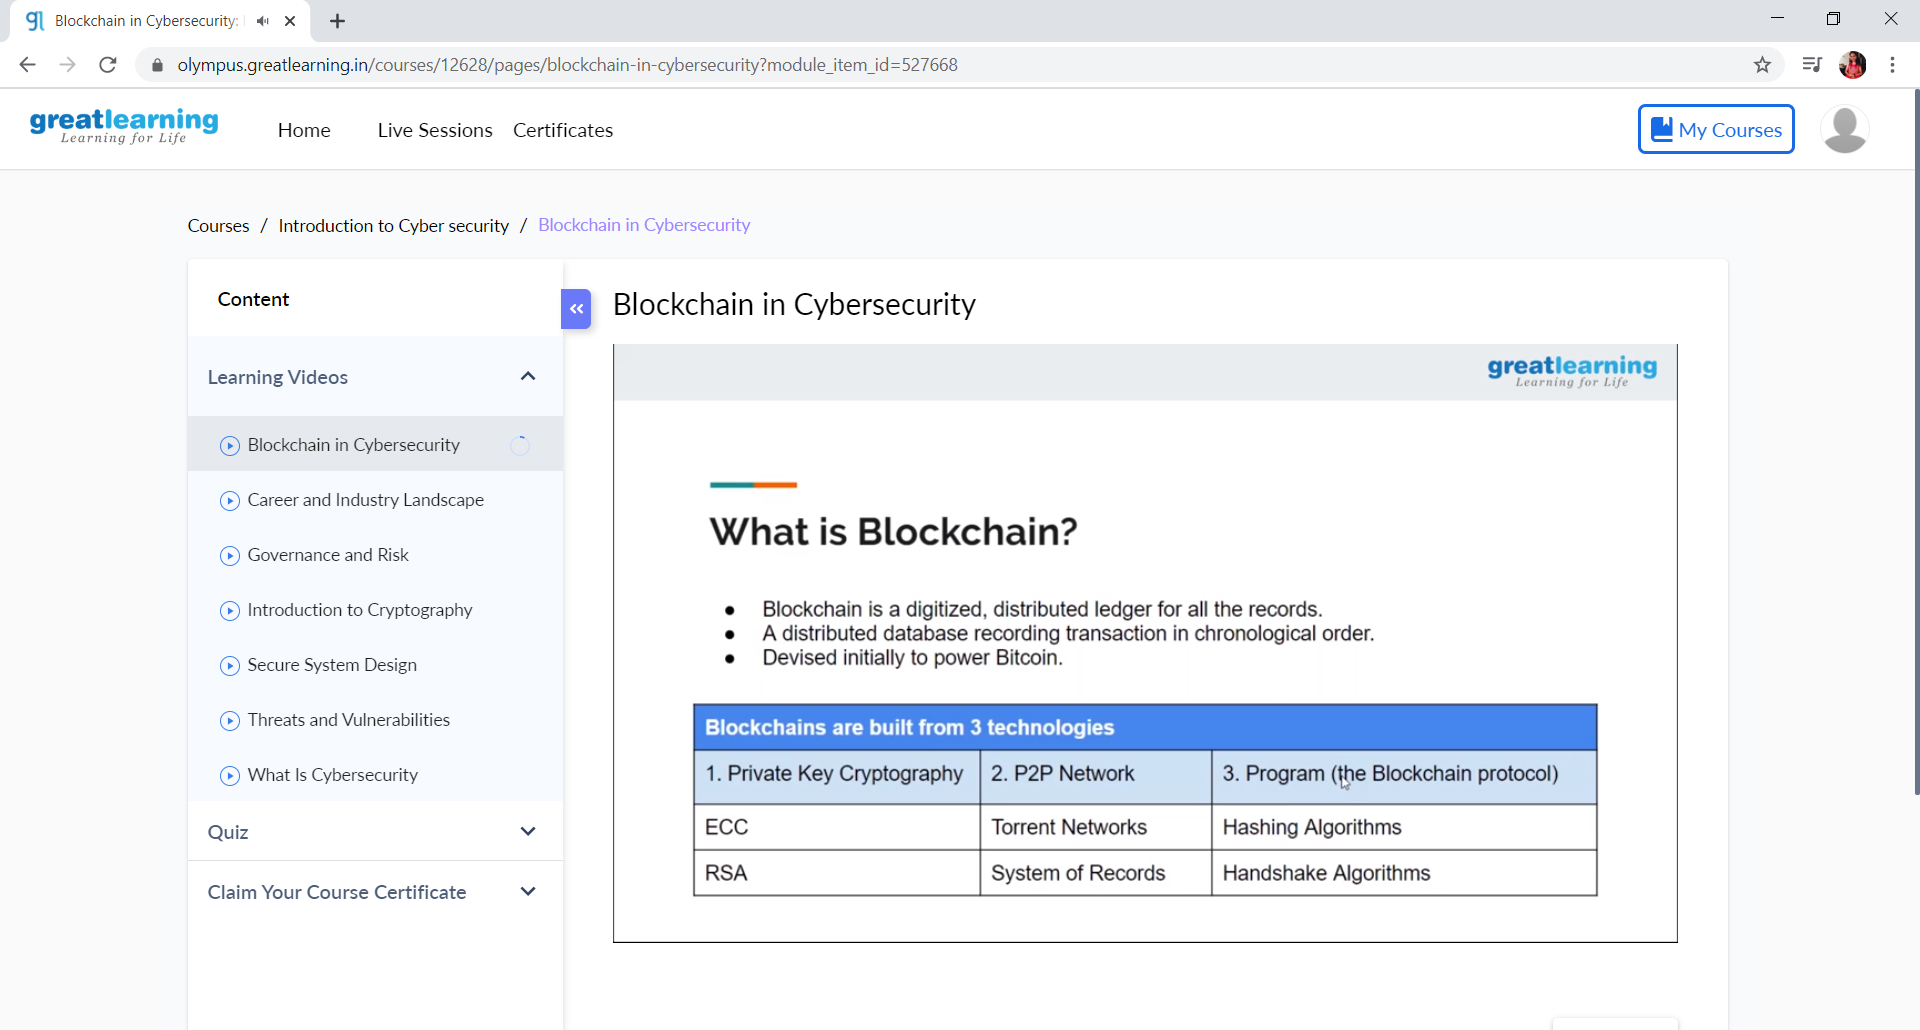 Blockchain in Cybersecurity:
olympus.greatlearning.in/courses/12628/pages/blockchain-in-cybersecurity?module_item_id=527668
greatlearning
Learning for Life
Home
Live Sessions
Certificates
My Courses
Courses / Introduction to Cyber security / Blockchain in Cybersecurity
Content
Learning Videos
Blockchain in Cybersecurity
Career and Industry Landscape
Governance and Risk
Introduction to Cryptography
Secure System Design
Threats and Vulnerabilities
What Is Cybersecurity
Quiz
Claim Your Course Certificate
Blockchain in Cybersecurity
greatlearning
Learning for Life
What is Blockchain?
● Blockchain is a digitized, distributed ledger for all the records.
● A distributed database recording transaction in chronological order.
● Devised initially to power Bitcoin.
Blockchains are built from 3 technologies
1. Private Key Cryptography
2. P2P Network
3. Program (the Blockchain protocol)
ECC
Torrent Networks
Hashing Algorithms
RSA
System of Records
Handshake Algorithms